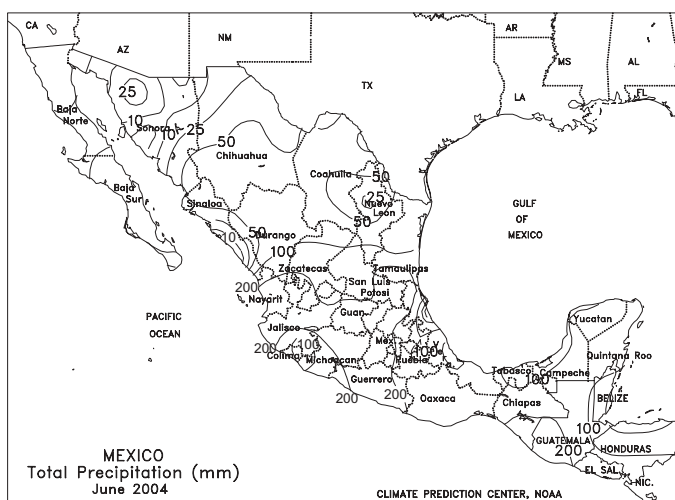 CA
AZ
NM
AR
MS
AL
TX
LA
FL
25
Baja
Norte
10
Sonora
10
25
50
Chihuahua
Coahuila
50
25
Nuevo
Leon
50
Baja
Sur
Sinaloa
GULF
OF
MEXICO
10
50
Durango
100
Zacatecas
Tamaulipas
San Luis
Potosi
200
Nayarit
PACIFIC
OCEAN
Guan
Yucatan
Jalisco
200
100
Colima
Michoacan
Mex
100
Puebla
Quintana Roo
Tabasco
Campeche
100
Guerrero
200
200
Oaxaca
Chiapas
BELIZE
100
GUATEMALA
200
HONDURAS
EL SAL
NIC.
MEXICO
Total Precipitation (mm)
June 2004
CLIMATE PREDICTION CENTER, NOAA